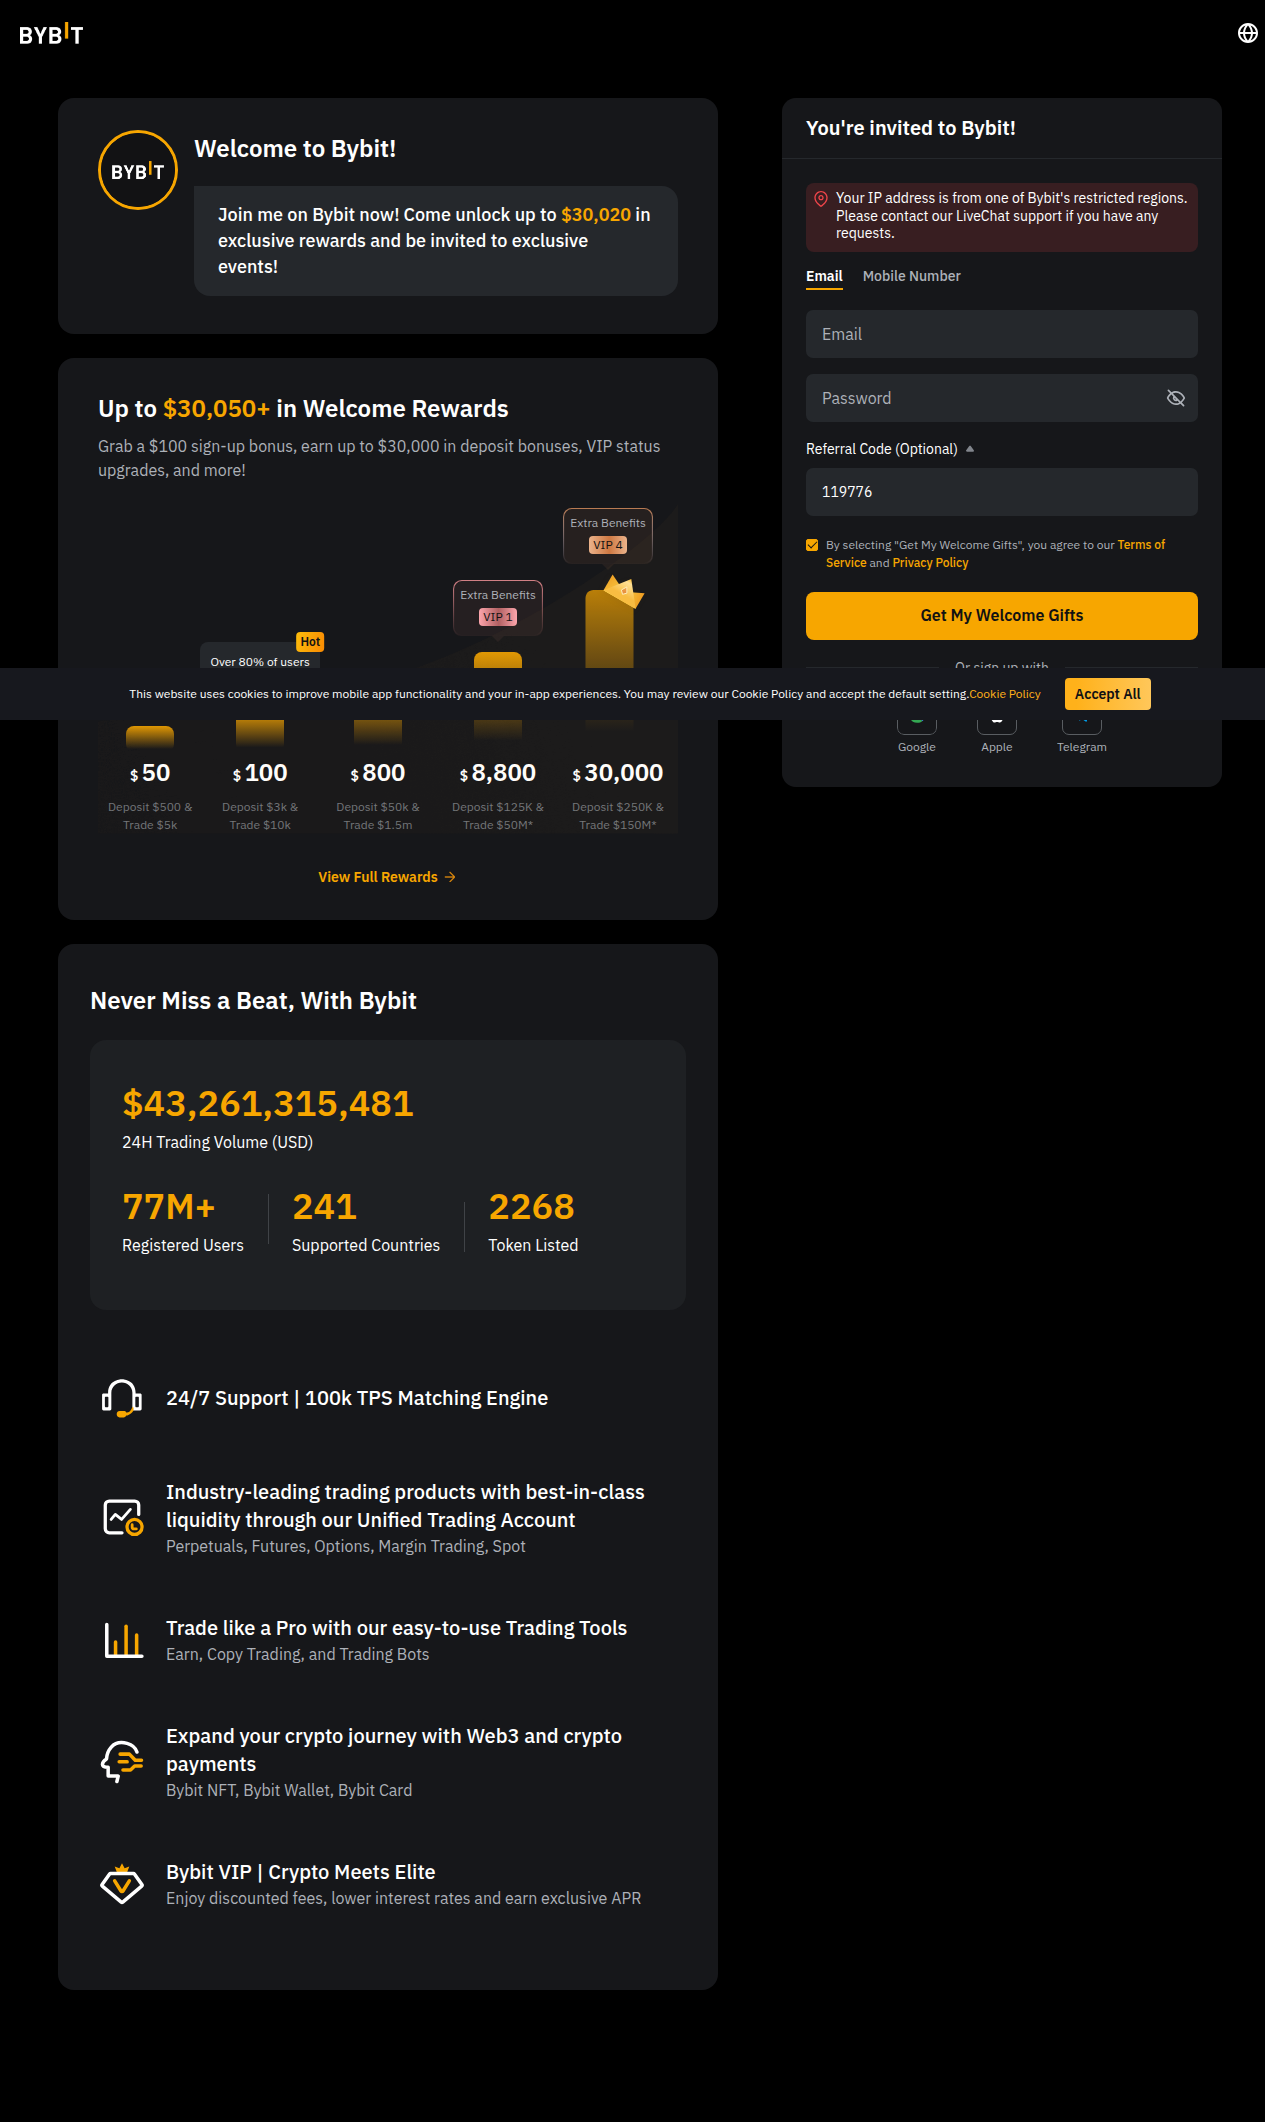 BYBIT
BYBIT
Welcome to Bybit!
Join me on Bybit now! Come unlock up to $30,020 in
exclusive rewards and be invited to exclusive
events!
Up to $30,050+ in Welcome Rewards
Grab a $100 sign-up bonus, earn up to $30,000 in deposit bonuses, VIP status
upgrades, and more!
Extra Benefits
VIP 4
Extra Benefits
VIP 1
Hot
Over 80% of users
$ 50
$ 100
$ 800
$ 8,800
$ 30,000
Deposit $500 &
Trade $5k
Deposit $3k &
Trade $10k
Deposit $50k &
Trade $1.5m
Deposit $125K &
Trade $50M*
Deposit $250K &
Trade $150M*
View Full Rewards
Never Miss a Beat, With Bybit
$43,261,315,481
24H Trading Volume (USD)
77M+
Registered Users
241
Supported Countries
2268
Token Listed
24/7 Support | 100k TPS Matching Engine
Industry-leading trading products with best-in-class
liquidity through our Unified Trading Account
Perpetuals, Futures, Options, Margin Trading, Spot
Trade like a Pro with our easy-to-use Trading Tools
Earn, Copy Trading, and Trading Bots
Expand your crypto journey with Web3 and crypto
payments
Bybit NFT, Bybit Wallet, Bybit Card
Bybit VIP | Crypto Meets Elite
Enjoy discounted fees, lower interest rates and earn exclusive APR
You're invited to Bybit!
Your IP address is from one of Bybit's restricted regions.
Please contact our LiveChat support if you have any
requests.
Email Mobile Number
Email
Password
Referral Code (Optional)
119776
By selecting "Get My Welcome Gifts", you agree to our Terms of
Service and Privacy Policy
Get My Welcome Gifts
Or sign up with
Google
Apple
Telegram
This website uses cookies to improve mobile app functionality and your in-app experiences. You may review our Cookie Policy and accept the default setting.Cookie Policy
Accept All